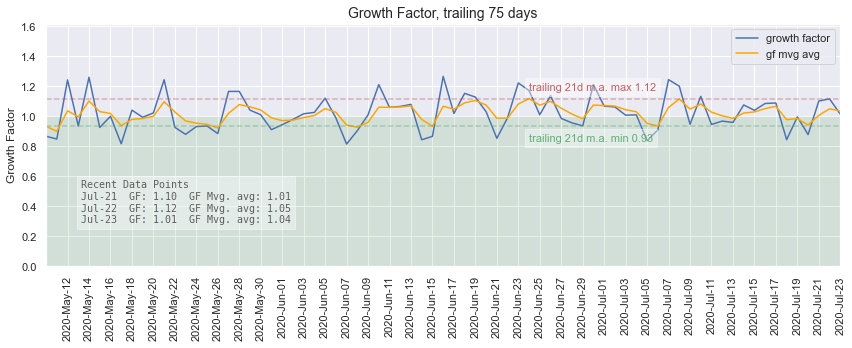 Growth Factor, trailing 75 days
growth factor
gf mvg avg
Growth Factor
1.6
1.4
1.2
1.0
0.8
0.6
0.4
0.2
0.0
trailing 21d m.a. max 1.12
trailing 21d m.a. min 0.93
Recent Data Points
Jul-21 GF: 1.10 GF Mvg. avg: 1.01
Jul-22 GF: 1.12 GF Mvg. avg: 1.05
Jul-23 GF: 1.01 GF Mvg. avg: 1.04
2020-May-12
2020-May-14
2020-May-16
2020-May-18
2020-May-20
2020-May-22
2020-May-24
2020-May-26
2020-May-28
2020-May-30
2020-Jun-01
2020-Jun-03
2020-Jun-05
2020-Jun-07
2020-Jun-09
2020-Jun-11
2020-Jun-13
2020-Jun-15
2020-Jun-17
2020-Jun-19
2020-Jun-21
2020-Jun-23
2020-Jun-25
2020-Jun-27
2020-Jun-29
2020-Jul-01
2020-Jul-03
2020-Jul-05
2020-Jul-07
2020-Jul-09
2020-Jul-11
2020-Jul-13
2020-Jul-15
2020-Jul-17
2020-Jul-19
2020-Jul-21
2020-Jul-23